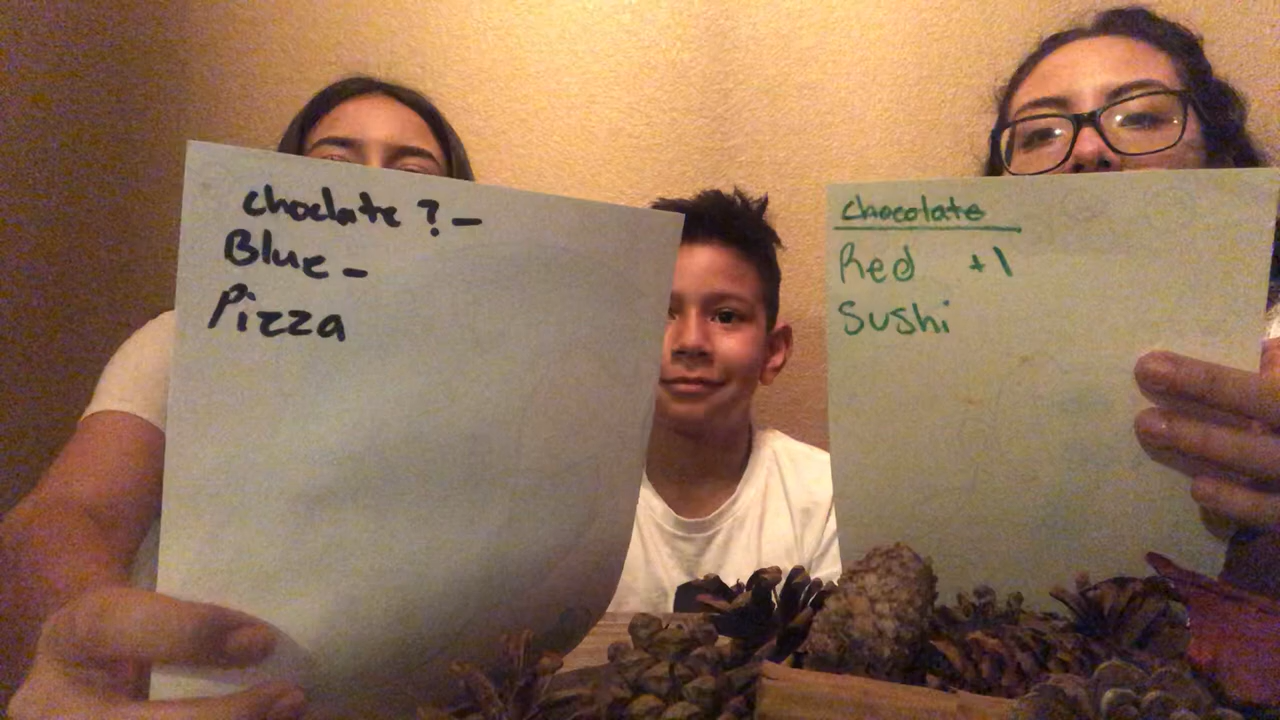 choclate ? -
Blue -
Pizza
chocolate
Red +1
Sushi